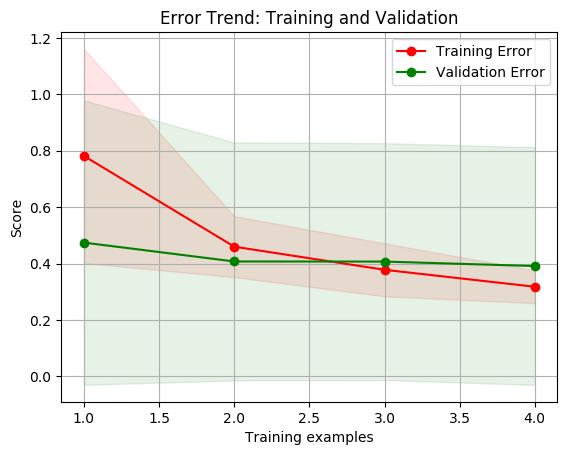 Error Trend: Training and Validation
Training Error
Validation Error
Score
1.2
1.0
0.8
0.6
0.4
0.2
0.0
1.0 1.5 2.0 2.5 3.0 3.5 4.0
Training examples